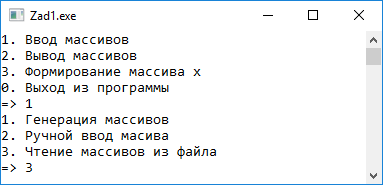 Zad1.exe
1. Ввод массивов
2. Вывод массивов
3. Формирование массива x
0. Выход из программы
=> 1
1. Генерация массивов
2. Ручной ввод масива
3. Чтение массивов из файла
=> 3